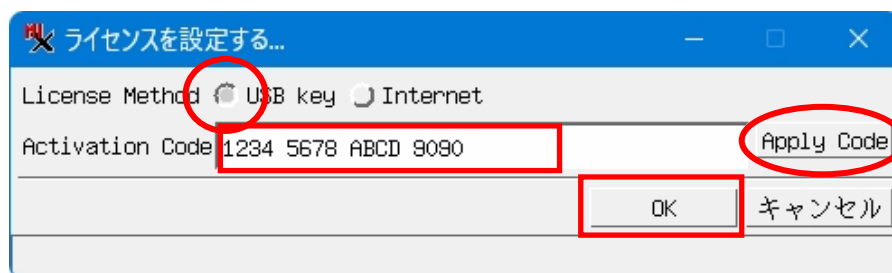 ライセンスを設定する...
License Method USB key Internet
Activation Code 1234 5678 ABCD 9090 Apply Code
OK キャンセル